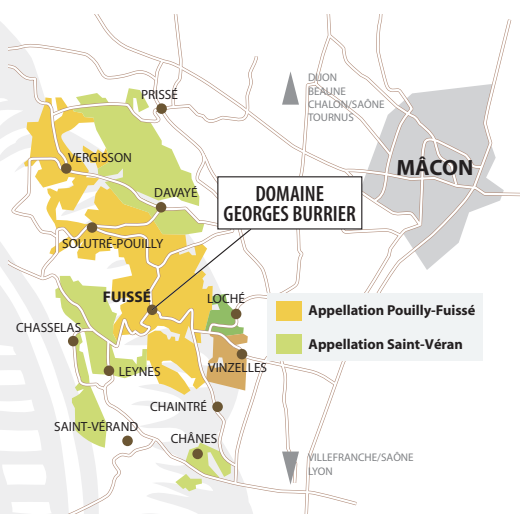 DIJON
BEAUNE
CHALON/SAÔNE
TOURNUS
PRISSÉ
MÂCON
VERGISSON
DAVAYÉ
DOMAINE
GEORGES BURRIER
SOLUTRÉ-POUILLY
FUISSÉ
LOCHÉ
Appellation Pouilly-Fuissé
CHASSELAS
Appellation Saint-Véran
LEYNES
VINZELLES
CHAINTRÉ
SAINT-VÉRAND
CHÂNES
VILLEFRANCHE/SAÔNE
LYON